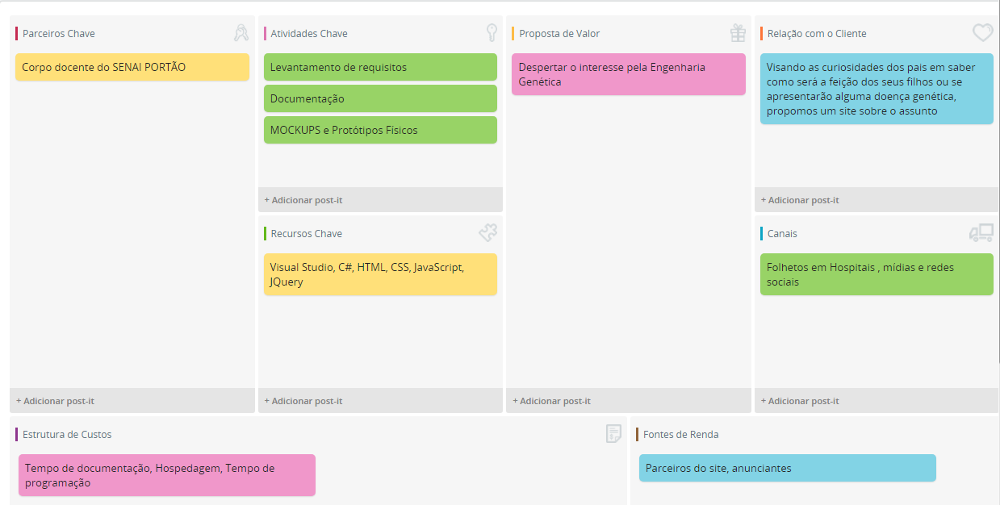 Parceiros Chave
Corpo docente do SENAI PORTÃO
+ Adicionar post-it
Atividades Chave
Levantamento de requisitos
Documentação
MOCKUPS e Protótipos Físicos
+ Adicionar post-it
Recursos Chave
Visual Studio, C#, HTML, CSS, JavaScript,
JQuery
+ Adicionar post-it
Proposta de Valor
Despertar o interesse pela Engenharia
Genética
+ Adicionar post-it
Relação com o Cliente
Visando as curiosidades dos pais em saber
como será a feição dos seus filhos ou se
apresentarão alguma doença genética,
propomos um site sobre o assunto
+ Adicionar post-it
Canais
Folhetos em Hospitais , mídias e redes
sociais
+ Adicionar post-it
Estrutura de Custos
Tempo de documentação, Hospedagem, Tempo de
programação
Fontes de Renda
Parceiros do site, anunciantes